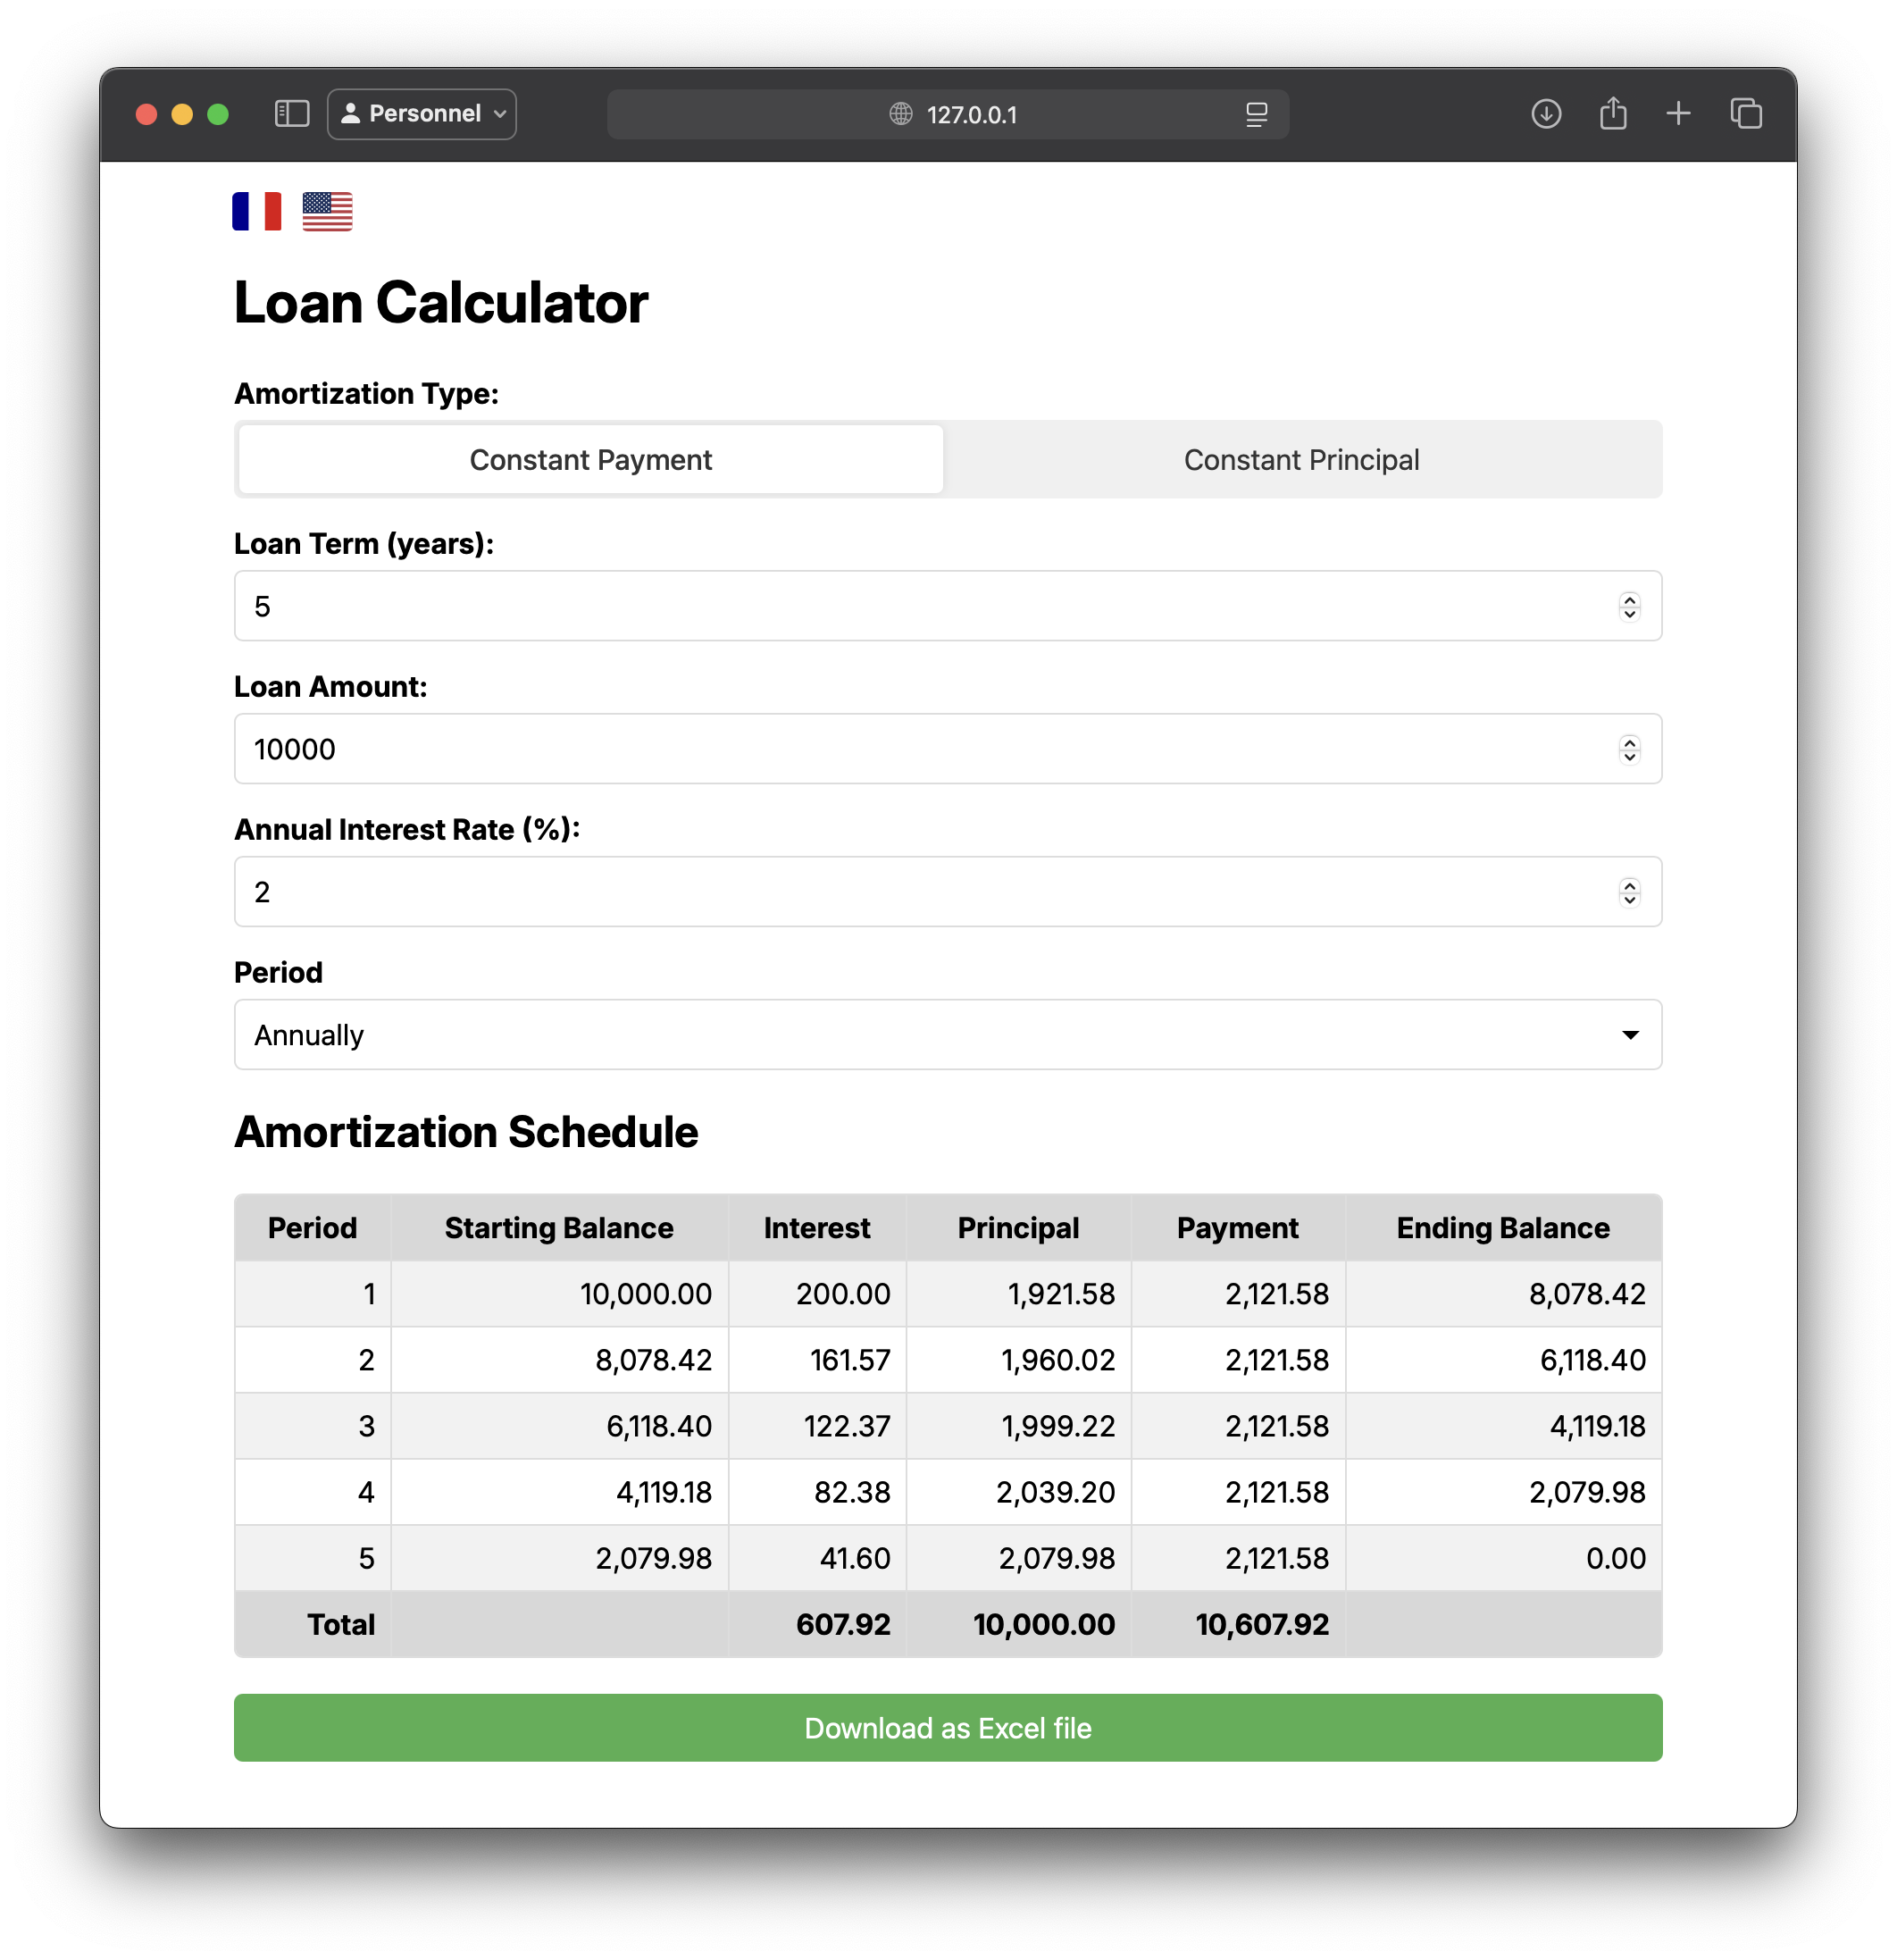 Personnel
127.0.0.1
Loan Calculator
Amortization Type:
Constant Payment Constant Principal
Loan Term (years):
5
Loan Amount:
10000
Annual Interest Rate (%):
2
Period
Annually
Amortization Schedule
Period Starting Balance Interest Principal Payment Ending Balance
1 10,000.00 200.00 1,921.58 2,121.58 8,078.42
2 8,078.42 161.57 1,960.02 2,121.58 6,118.40
3 6,118.40 122.37 1,999.22 2,121.58 4,119.18
4 4,119.18 82.38 2,039.20 2,121.58 2,079.98
5 2,079.98 41.60 2,079.98 2,121.58 0.00
Total 607.92 10,000.00 10,607.92
Download as Excel file